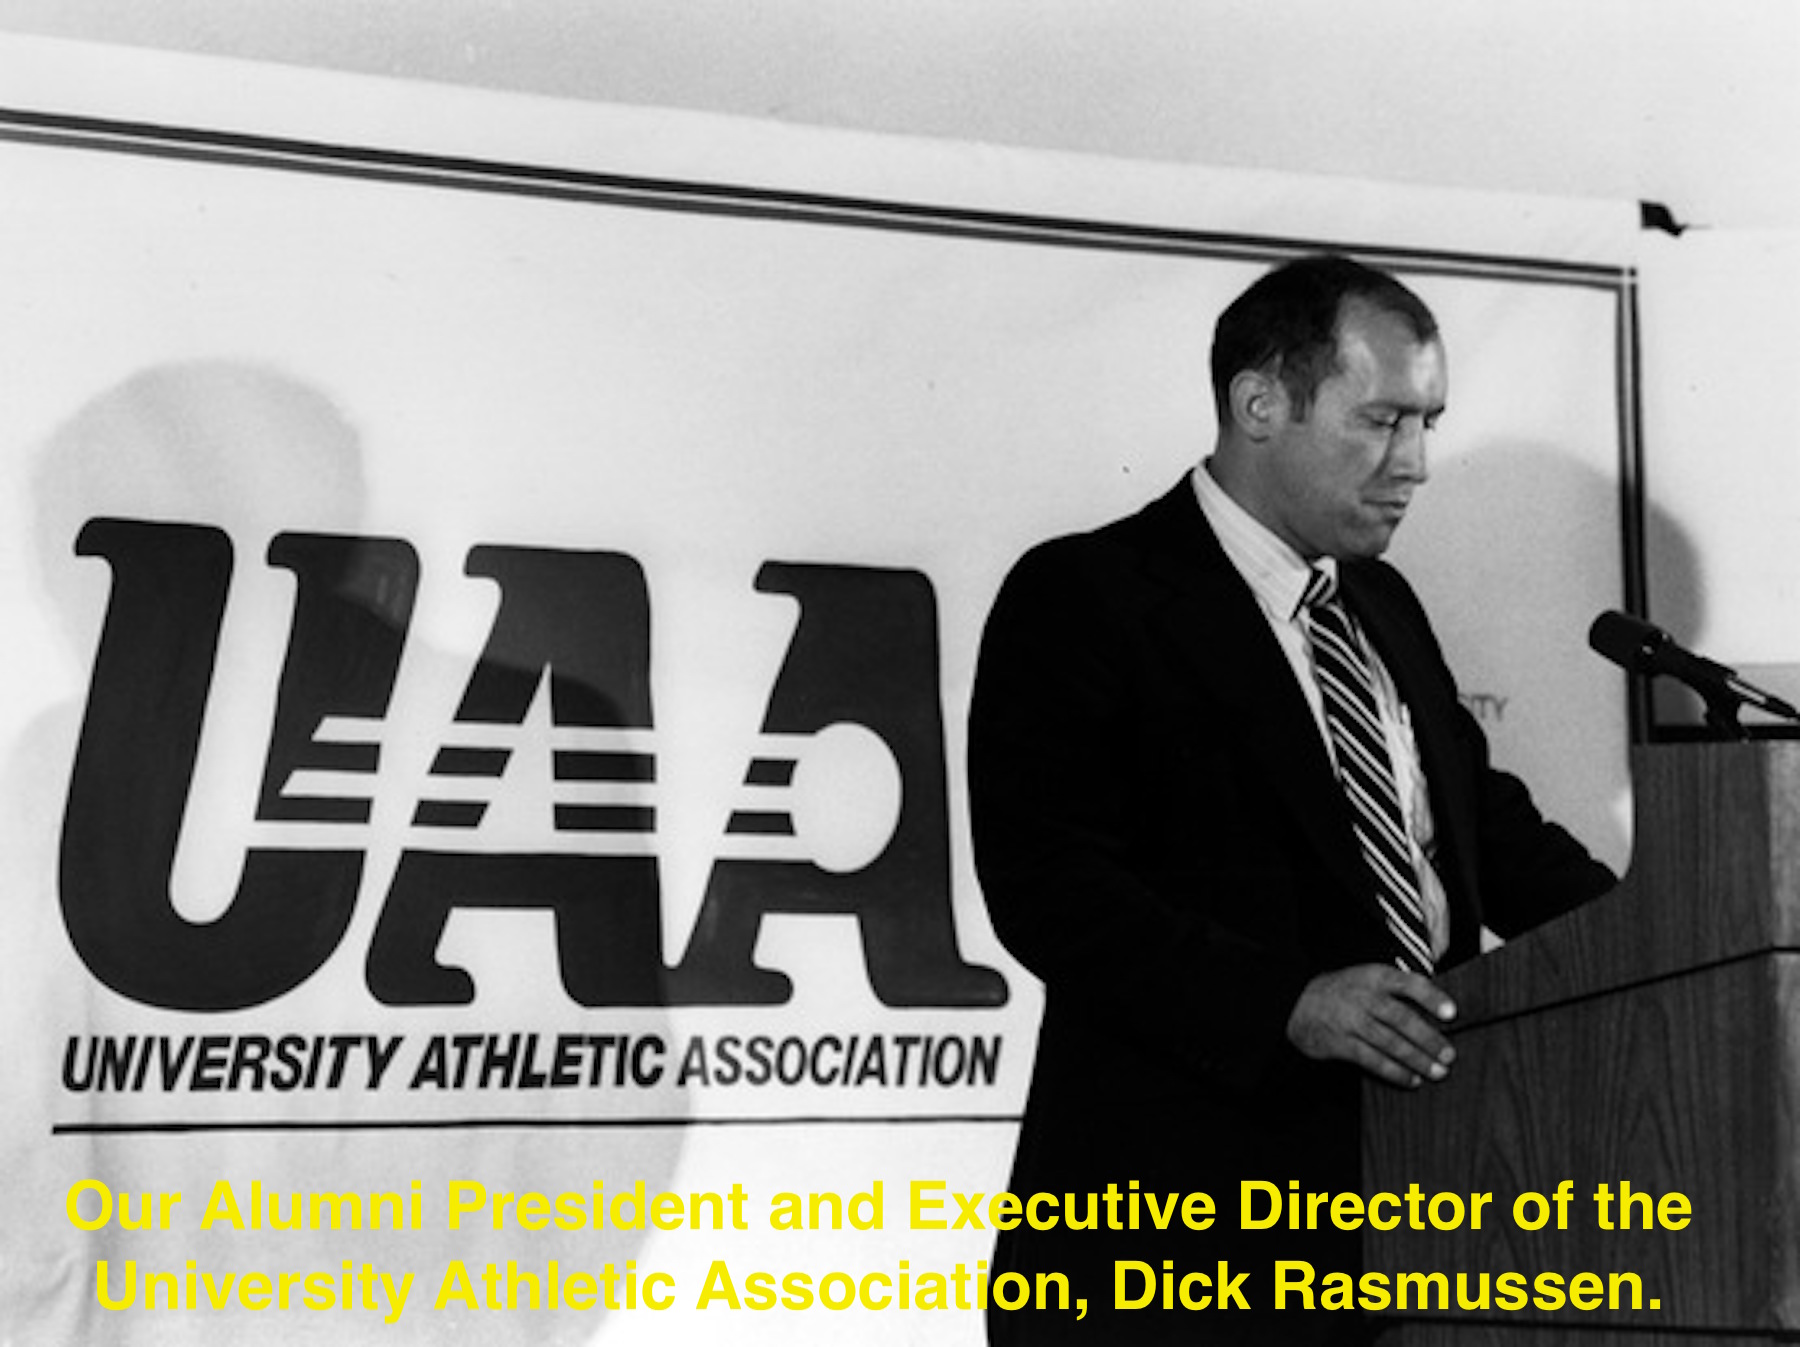 UAA
UNIVERSITY ATHLETIC ASSOCIATION
Our Alumni President and Executive Director of the
University Athletic Association, Dick Rasmussen.